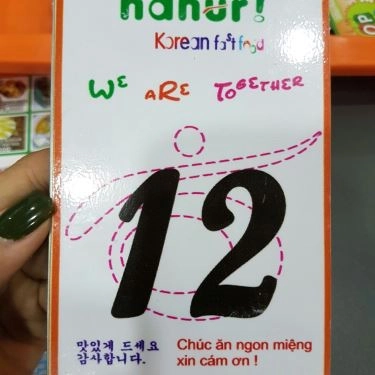 hanuri!
Korean fast food
WE ARE TOGETHER
12
맛있게 드세요
감사합니다.
Chúc ăn ngon miệng
xin cám ơn !